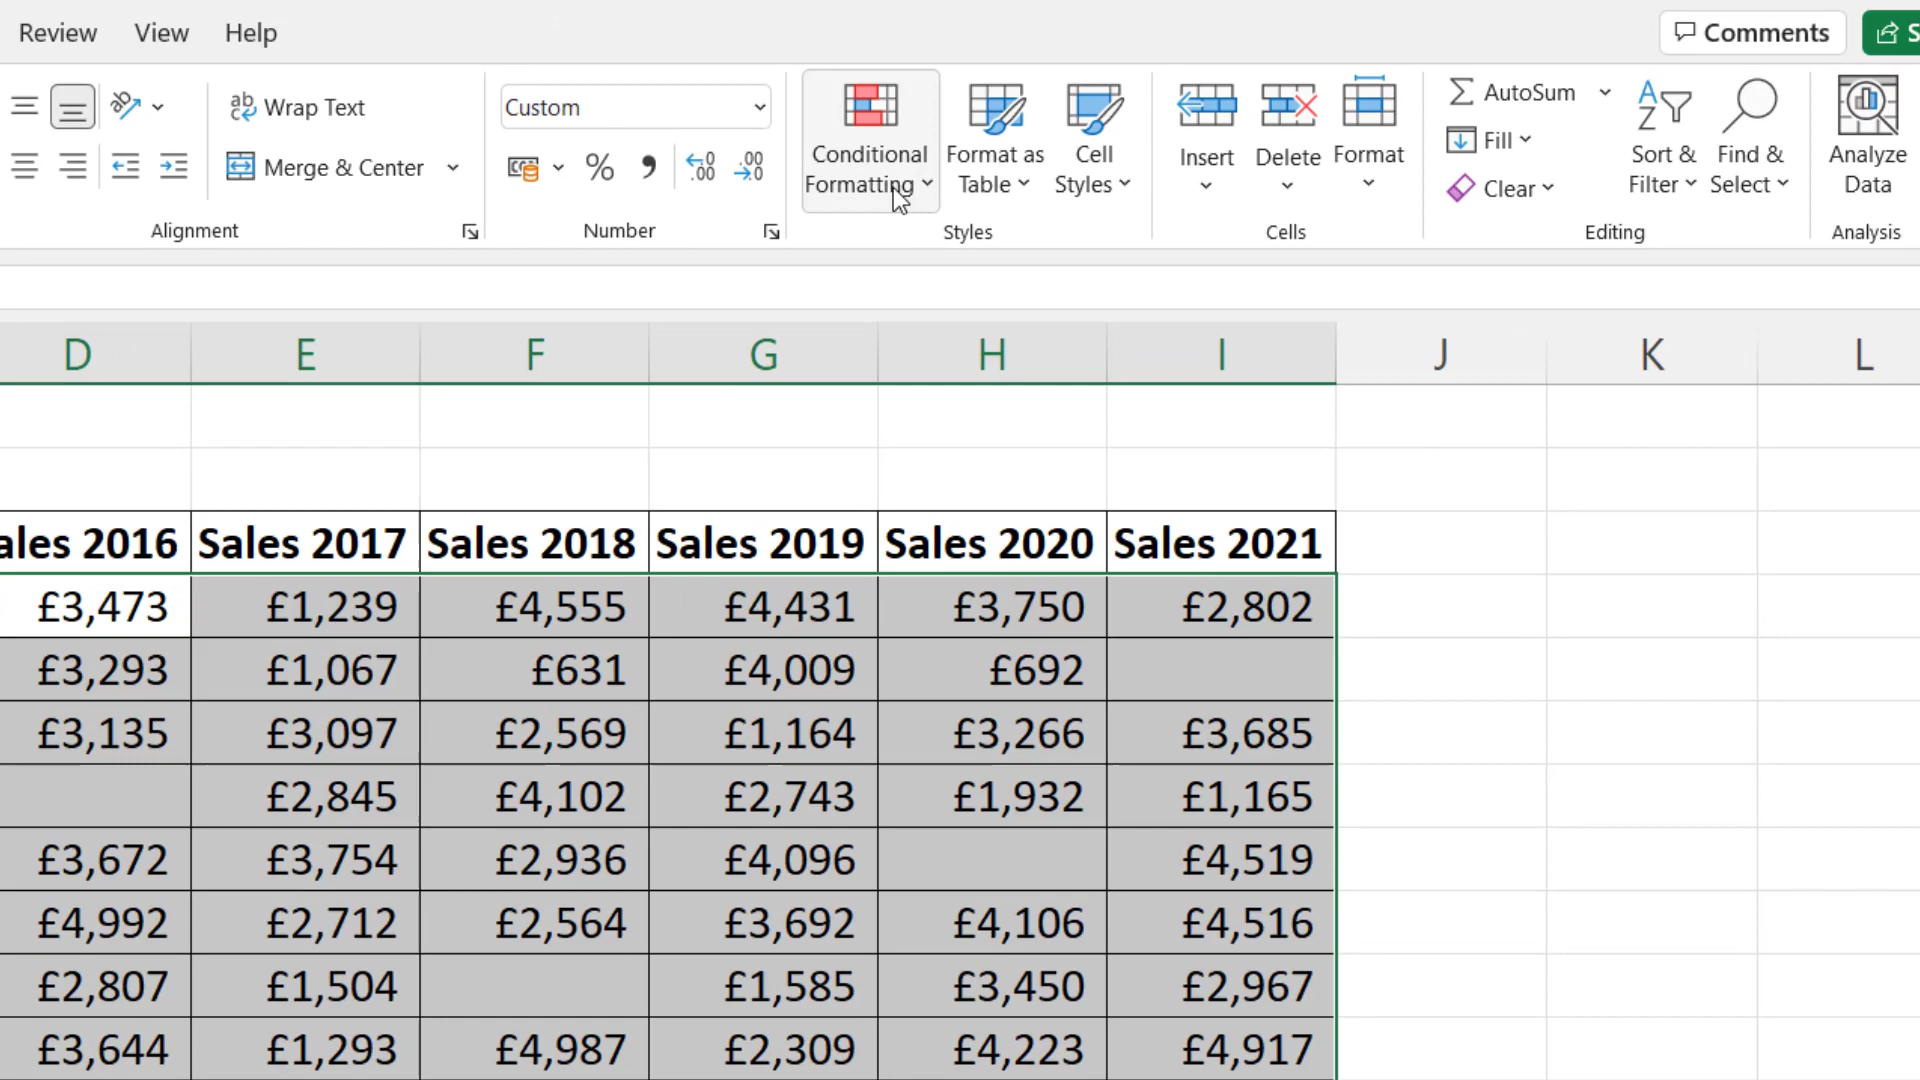 Review View Help Comments S
Wrap Text
Merge & Center
Alignment
Custom
% , .00 .00
Number
Conditional Formatting
Format as Table
Cell Styles
Styles
Insert Delete Format
Cells
AutoSum
Fill
Clear
Sort & Filter
Find & Select
Editing
Analyze Data
Analysis
D E F G H I J K L
ales 2016 Sales 2017 Sales 2018 Sales 2019 Sales 2020 Sales 2021
£3,473 £1,239 £4,555 £4,431 £3,750 £2,802
£3,293 £1,067 £631 £4,009 £692
£3,135 £3,097 £2,569 £1,164 £3,266 £3,685
£2,845 £4,102 £2,743 £1,932 £1,165
£3,672 £3,754 £2,936 £4,096 £4,519
£4,992 £2,712 £2,564 £3,692 £4,106 £4,516
£2,807 £1,504 £1,585 £3,450 £2,967
£3,644 £1,293 £4,987 £2,309 £4,223 £4,917